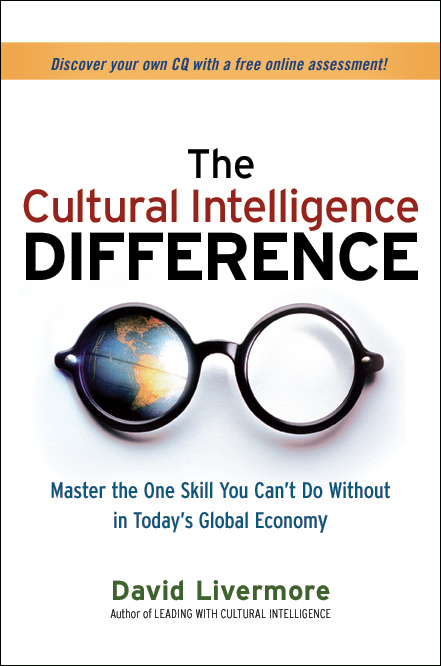 Discover your own CQ with a free online assessment!
The
Cultural Intelligence
DIFFERENCE
Master the One Skill You Can't Do Without
in Today's Global Economy
David Livermore
Author of LEADING WITH CULTURAL INTELLIGENCE